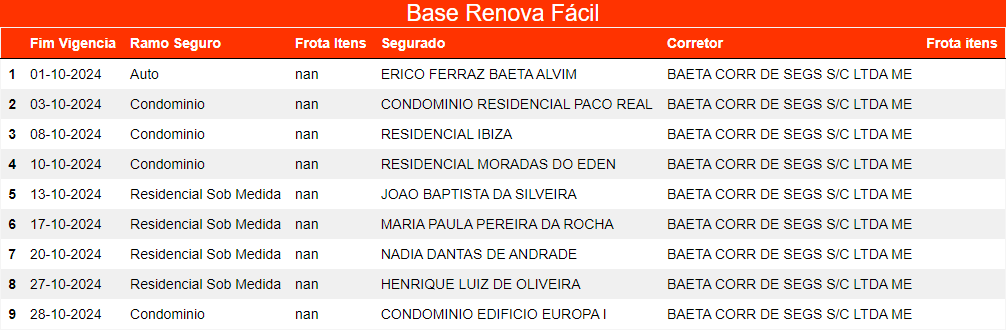 Base Renova Fácil
Fim Vigencia Ramo Seguro Frota Itens Segurado Corretor Frota itens
1 01-10-2024 Auto nan ERICO FERRAZ BAETA ALVIM BAETA CORR DE SEGS S/C LTDA ME
2 03-10-2024 Condominio nan CONDOMINIO RESIDENCIAL PACO REAL BAETA CORR DE SEGS S/C LTDA ME
3 08-10-2024 Condominio nan RESIDENCIAL IBIZA BAETA CORR DE SEGS S/C LTDA ME
4 10-10-2024 Condominio nan RESIDENCIAL MORADAS DO EDEN BAETA CORR DE SEGS S/C LTDA ME
5 13-10-2024 Residencial Sob Medida nan JOAO BAPTISTA DA SILVEIRA BAETA CORR DE SEGS S/C LTDA ME
6 17-10-2024 Residencial Sob Medida nan MARIA PAULA PEREIRA DA ROCHA BAETA CORR DE SEGS S/C LTDA ME
7 20-10-2024 Residencial Sob Medida nan NADIA DANTAS DE ANDRADE BAETA CORR DE SEGS S/C LTDA ME
8 27-10-2024 Residencial Sob Medida nan HENRIQUE LUIZ DE OLIVEIRA BAETA CORR DE SEGS S/C LTDA ME
9 28-10-2024 Condominio nan CONDOMINIO EDIFICIO EUROPA I BAETA CORR DE SEGS S/C LTDA ME